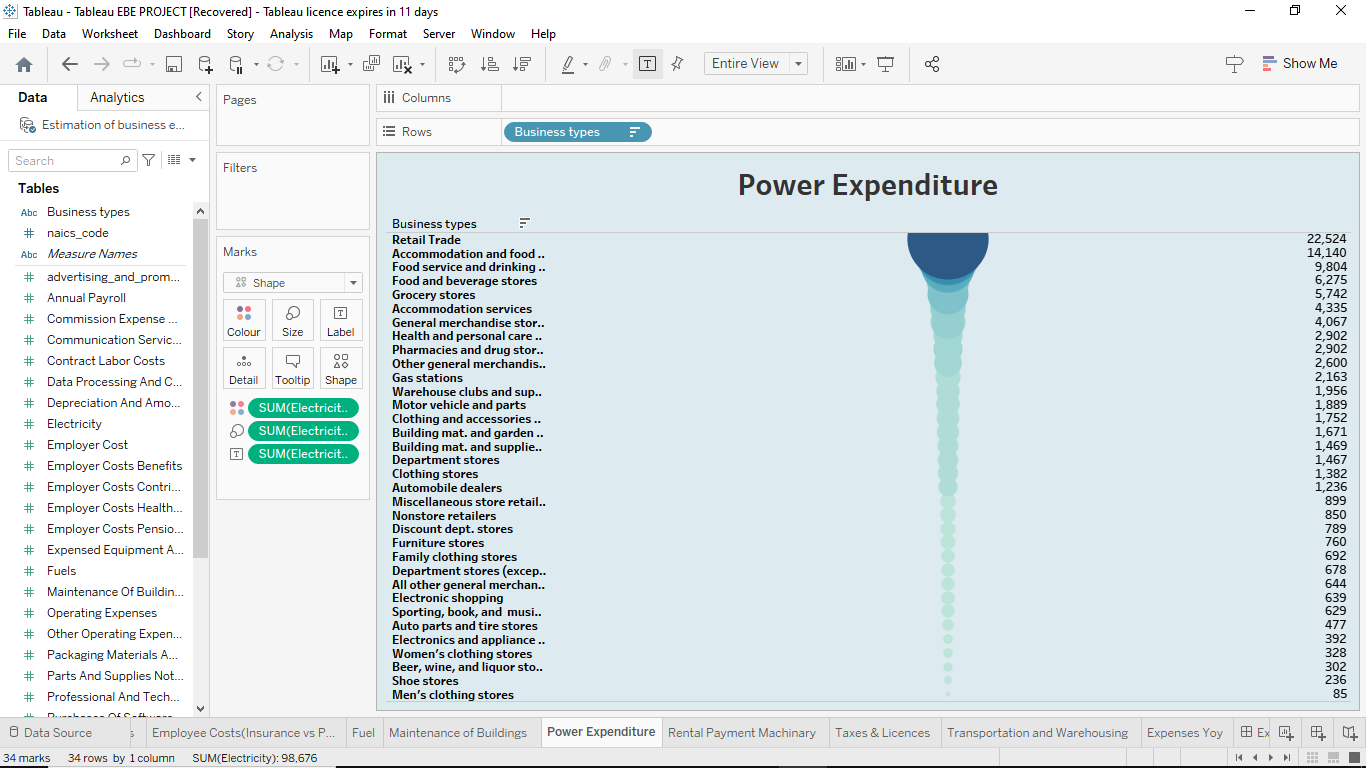 Tableau - Tableau EBE PROJECT [Recovered] - Tableau licence expires in 11 days
File Data Worksheet Dashboard Story Analysis Map Format Server Window Help
Entire View
Show Me
Data Analytics
Estimation of business e...
Search
Tables
Abc Business types
# naics_code
Abc Measure Names
# advertising_and_prom...
# Annual Payroll
# Commission Expense ...
# Communication Servic...
# Contract Labor Costs
# Data Processing And C...
# Depreciation And Amo...
# Electricity
# Employer Cost
# Employer Costs Benefits
# Employer Costs Contri...
# Employer Costs Health...
# Employer Costs Pensio...
# Expensed Equipment A...
# Fuels
# Maintenance Of Buildin...
# Operating Expenses
# Other Operating Expen...
# Packaging Materials A...
# Parts And Supplies Not...
# Professional And Tech...
Pages
Filters
Marks
Shape
Colour Size Label
Detail Tooltip Shape
SUM(Electricit..
SUM(Electricit..
SUM(Electricit..
Columns
Rows Business types
Power Expenditure
Business types
Retail Trade 22,524
Accommodation and food .. 14,140
Food service and drinking .. 9,804
Food and beverage stores 6,275
Grocery stores 5,742
Accommodation services 4,335
General merchandise stor.. 4,067
Health and personal care .. 2,902
Pharmacies and drug stor.. 2,902
Other general merchandis.. 2,600
Gas stations 2,163
Warehouse clubs and sup.. 1,956
Motor vehicle and parts 1,889
Clothing and accessories .. 1,752
Building mat. and garden .. 1,671
Building mat. and supplie.. 1,469
Department stores 1,467
Clothing stores 1,382
Automobile dealers 1,236
Miscellaneous store retail.. 899
Nonstore retailers 850
Discount dept. stores 789
Furniture stores 760
Family clothing stores 692
Department stores (excep.. 678
All other general merchan.. 644
Electronic shopping 639
Sporting, book, and musi.. 629
Auto parts and tire stores 477
Electronics and appliance .. 392
Women’s clothing stores 328
Beer, wine, and liquor sto.. 302
Shoe stores 236
Men’s clothing stores 85
Data Source s Employee Costs(Insurance vs P... Fuel Maintenance of Buildings Power Expenditure Rental Payment Machinary Taxes & Licences Transportation and Warehousing Expenses Yoy Ex
34 marks 34 rows by 1 column SUM(Electricity): 98,676